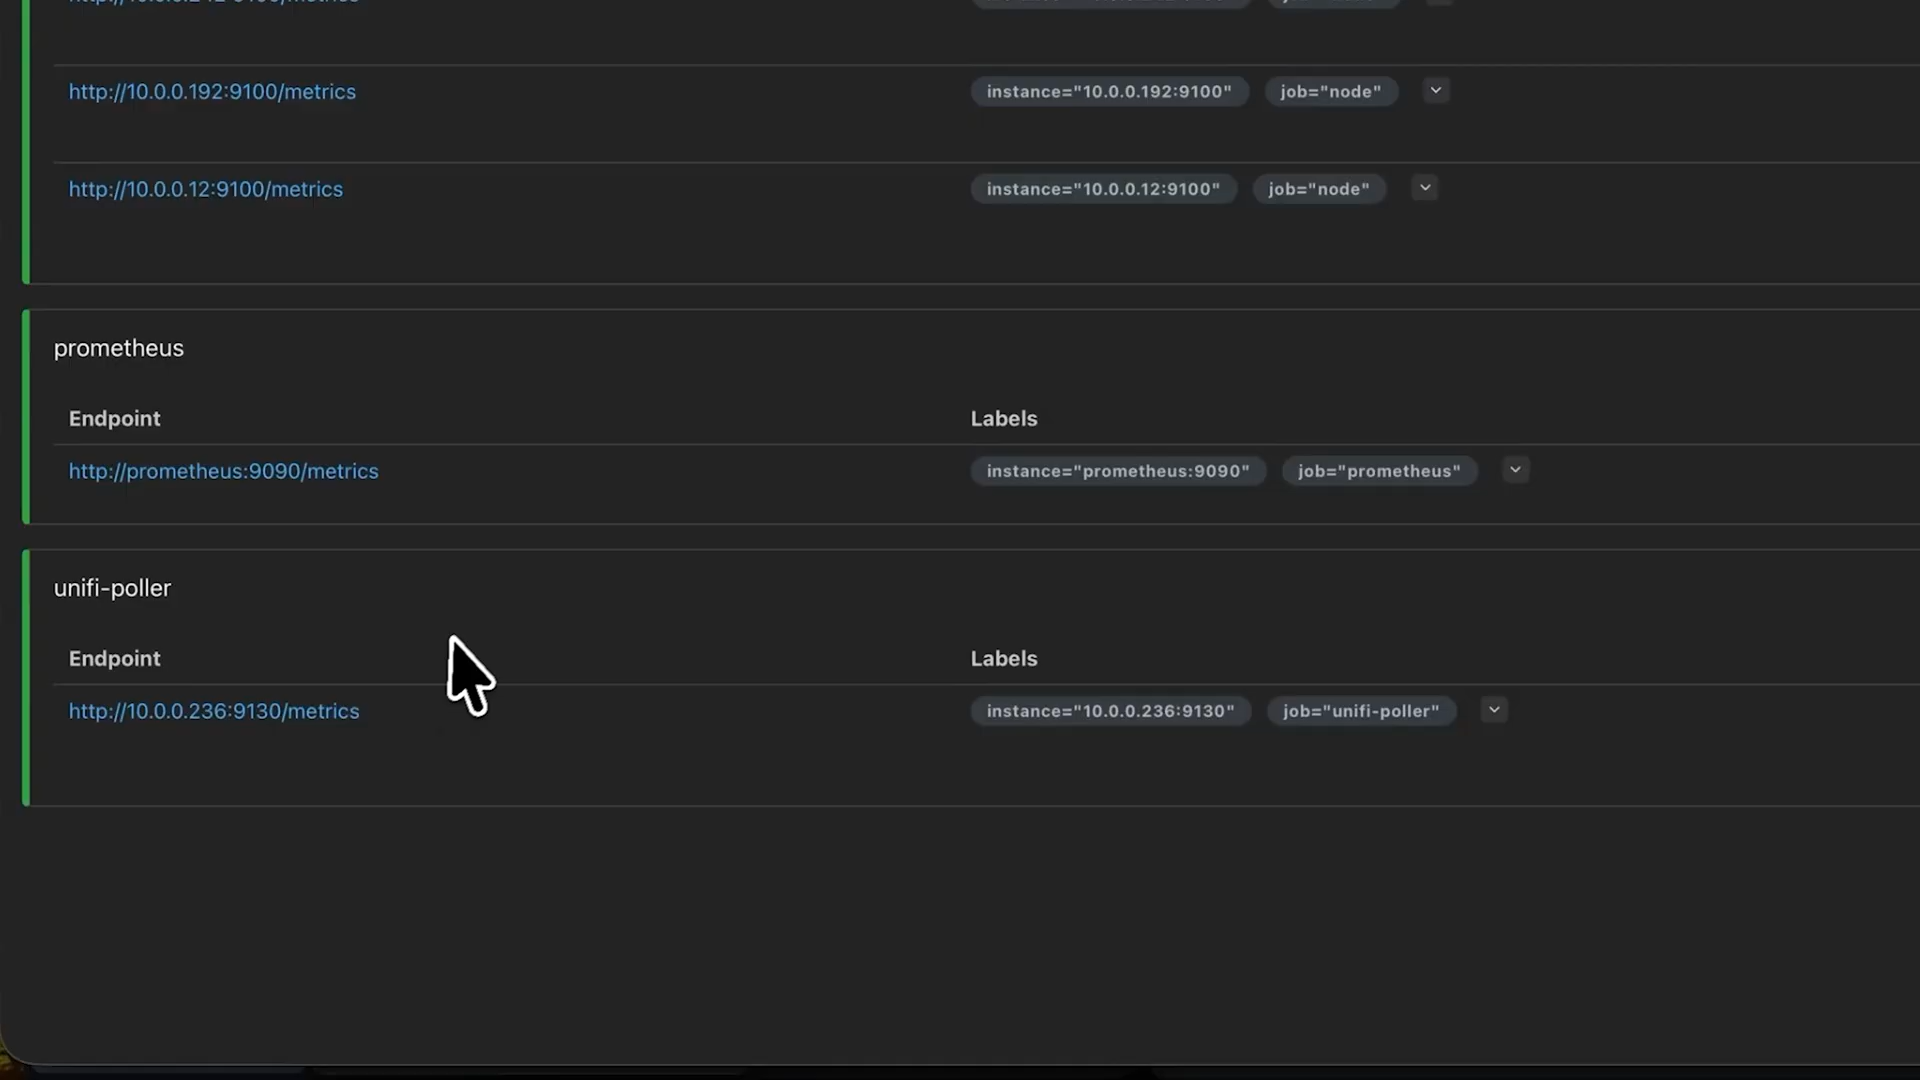 http://10.0.0.192:9100/metrics instance="10.0.0.192:9100" job="node"
http://10.0.0.12:9100/metrics instance="10.0.0.12:9100" job="node"
prometheus
Endpoint Labels
http://prometheus:9090/metrics instance="prometheus:9090" job="prometheus"
unifi-poller
Endpoint Labels
http://10.0.0.236:9130/metrics instance="10.0.0.236:9130" job="unifi-poller"